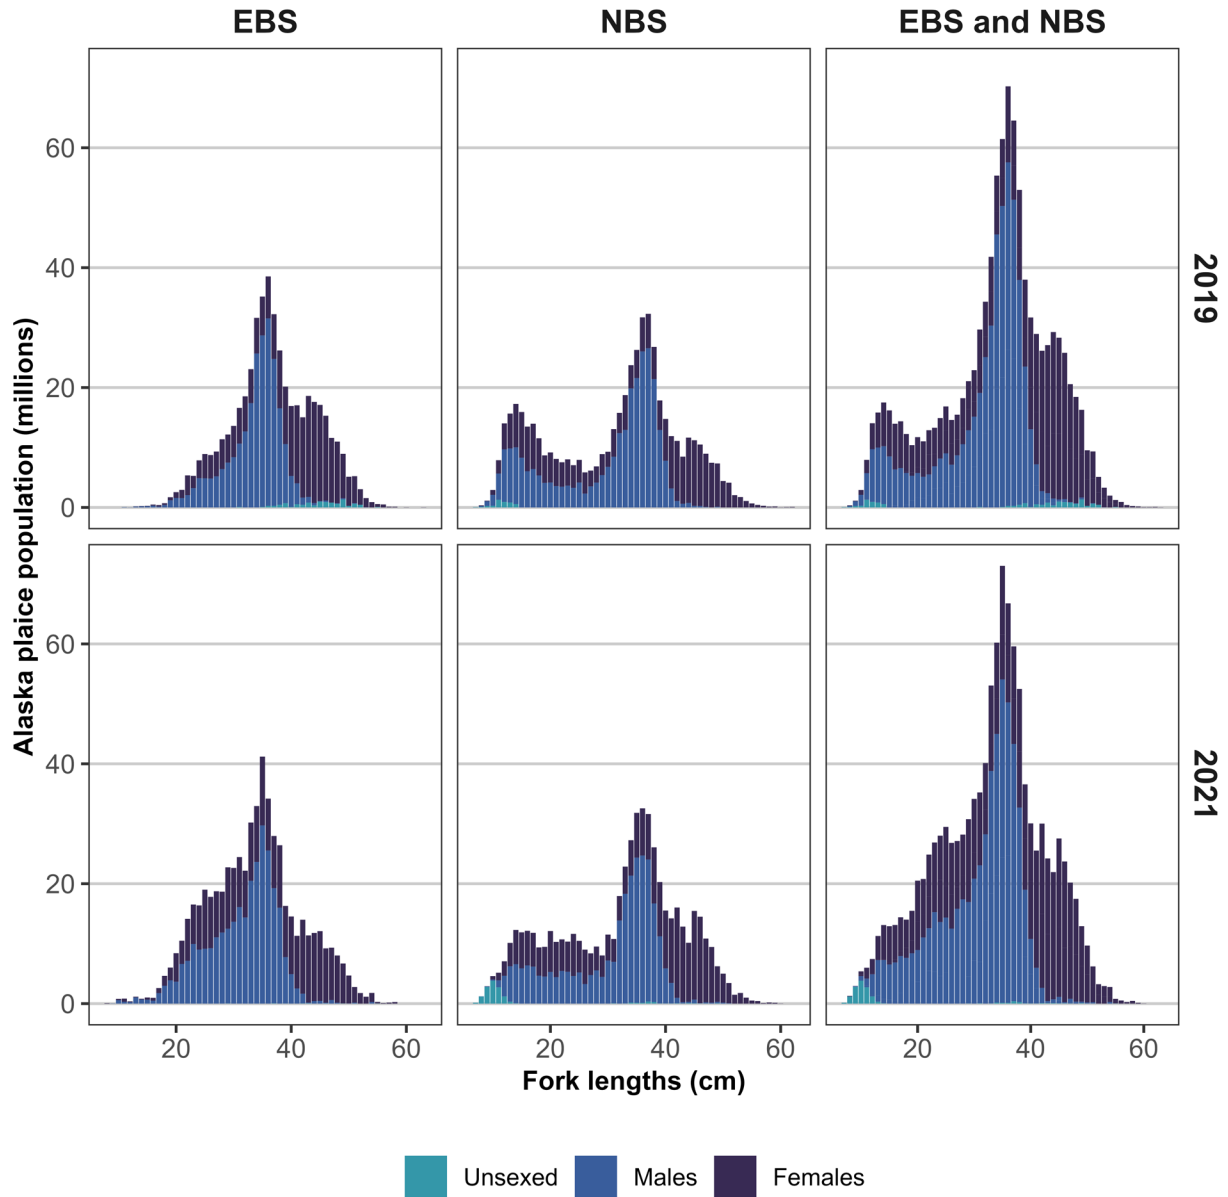 EBS NBS EBS and NBS
Alaska plaice population (millions)
60
40
20
0
2019
60
40
20
0
2021
20 40 60 20 40 60 20 40 60
Fork lengths (cm)
Unsexed Males Females